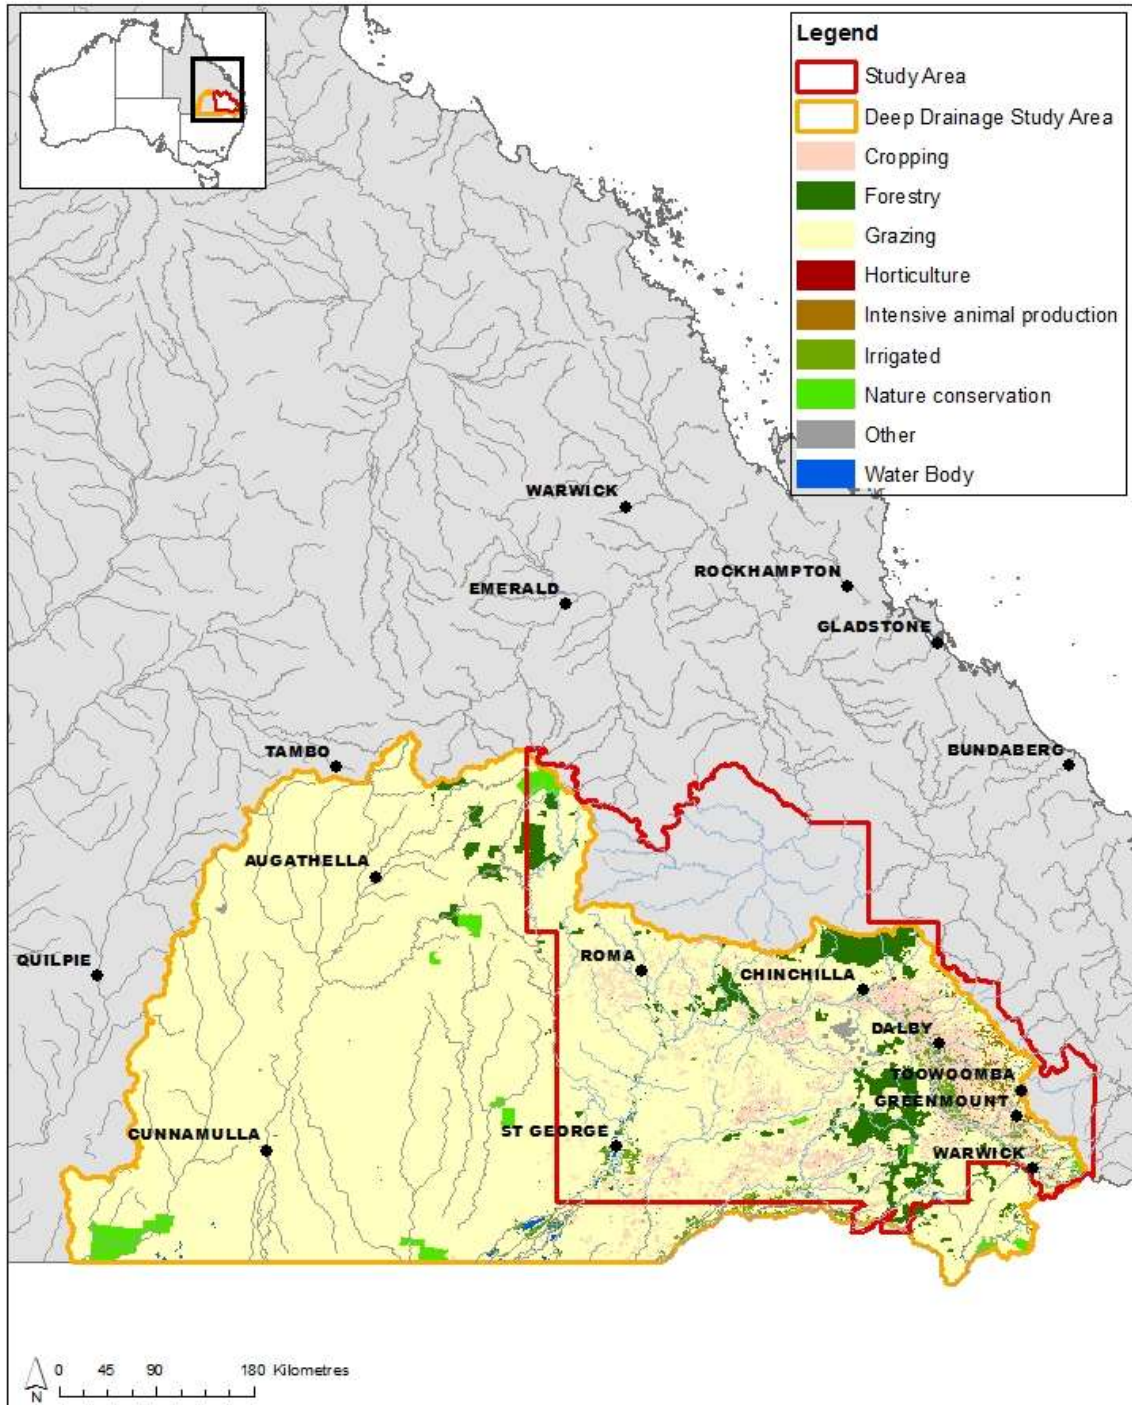 Legend
Study Area
Deep Drainage Study Area
Cropping
Forestry
Grazing
Horticulture
Intensive animal production
Irrigated
Nature conservation
Other
Water Body
WARWICK
EMERALD
ROCKHAMPTON
GLADSTONE
TAMBO
BUNDABERG
AUGATHELLA
QUILPIE
ROMA
CHINCHILLA
DALBY
TOOWOOMBA
GREENMOUNT
CUNNAMULLA
ST GEORGE
WARWICK
0 45 90 180 Kilometres
N